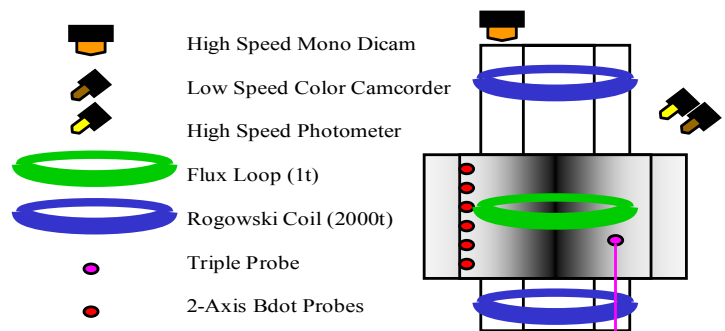 High Speed Mono Dicam
Low Speed Color Camcorder
High Speed Photometer
Flux Loop (1t)
Rogowski Coil (2000t)
Triple Probe
2-Axis Bdot Probes